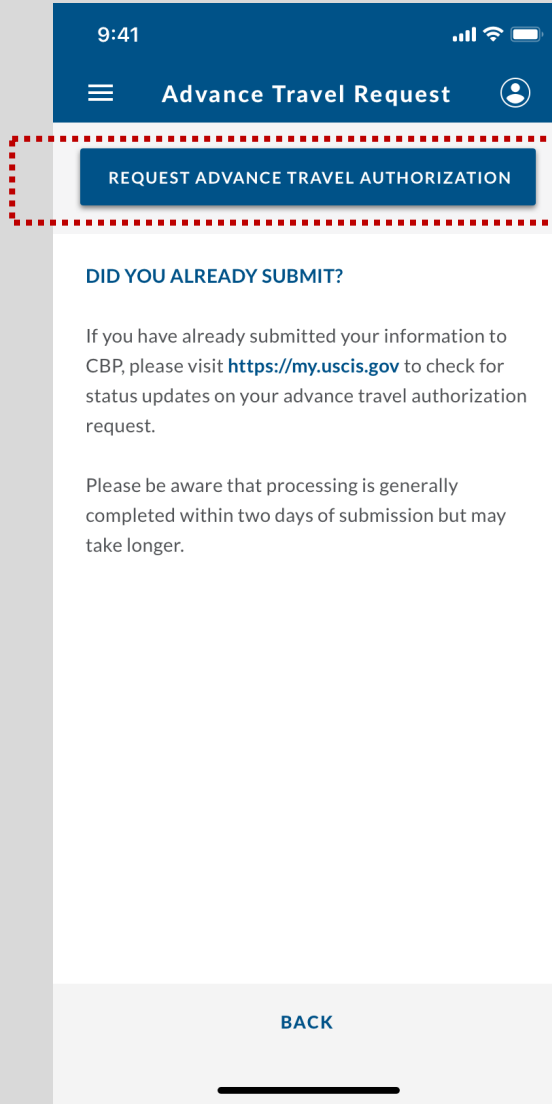 9:41
Advance Travel Request
REQUEST ADVANCE TRAVEL AUTHORIZATION
DID YOU ALREADY SUBMIT?
If you have already submitted your information to
CBP, please visit https://my.uscis.gov to check for
status updates on your advance travel authorization
request.
Please be aware that processing is generally
completed within two days of submission but may
take longer.
BACK